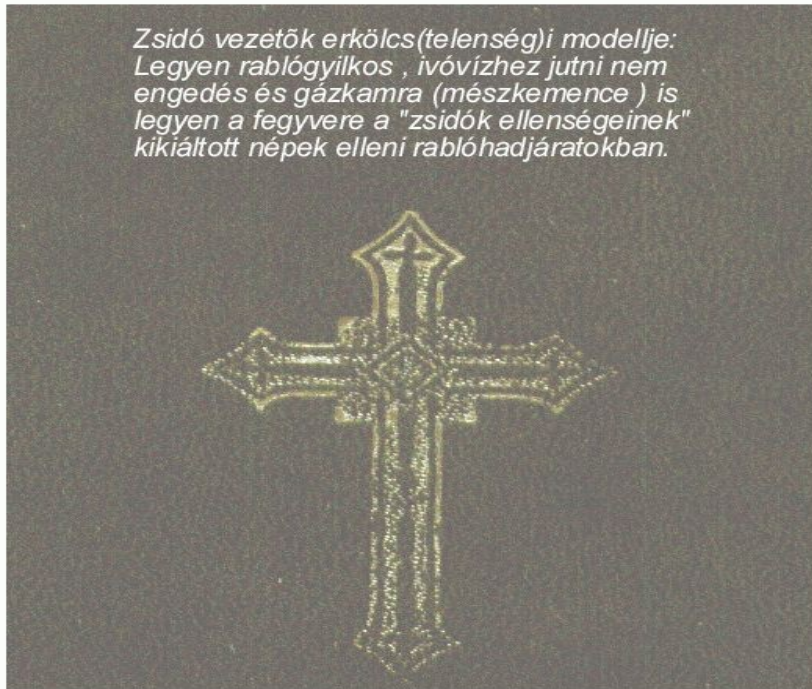 Zsidó vezetõk erkölcs(telenség)i modellje:
Legyen rablógyilkos , ivóvízhez jutni nem
engedés és gázkamra (mészkemence ) is
legyen a fegyvere a "zsidók ellenségeinek"
kikiáltott népek elleni rablóhadjáratokban.